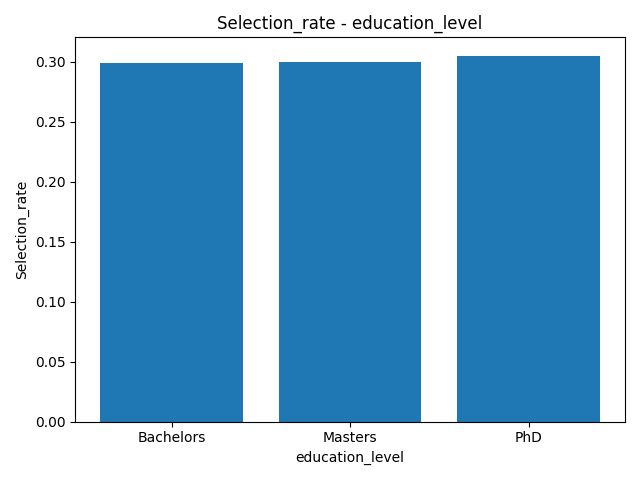 Selection_rate - education_level
Selection_rate
0.30
0.25
0.20
0.15
0.10
0.05
0.00
Bachelors Masters PhD
education_level